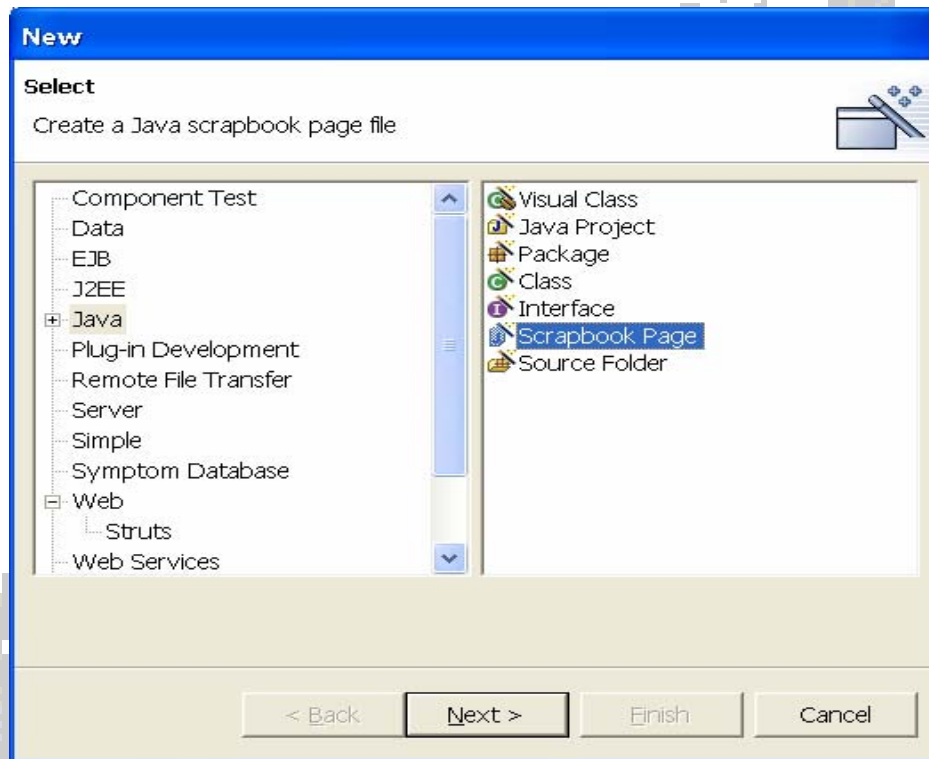 New
Select
Create a Java scrapbook page file
Component Test
Data
EJB
J2EE
Java
Plug-in Development
Remote File Transfer
Server
Simple
Symptom Database
Web
Struts
Web Services
Visual Class
Java Project
Package
Class
Interface
Scrapbook Page
Source Folder
< Back
Next >
Finish
Cancel